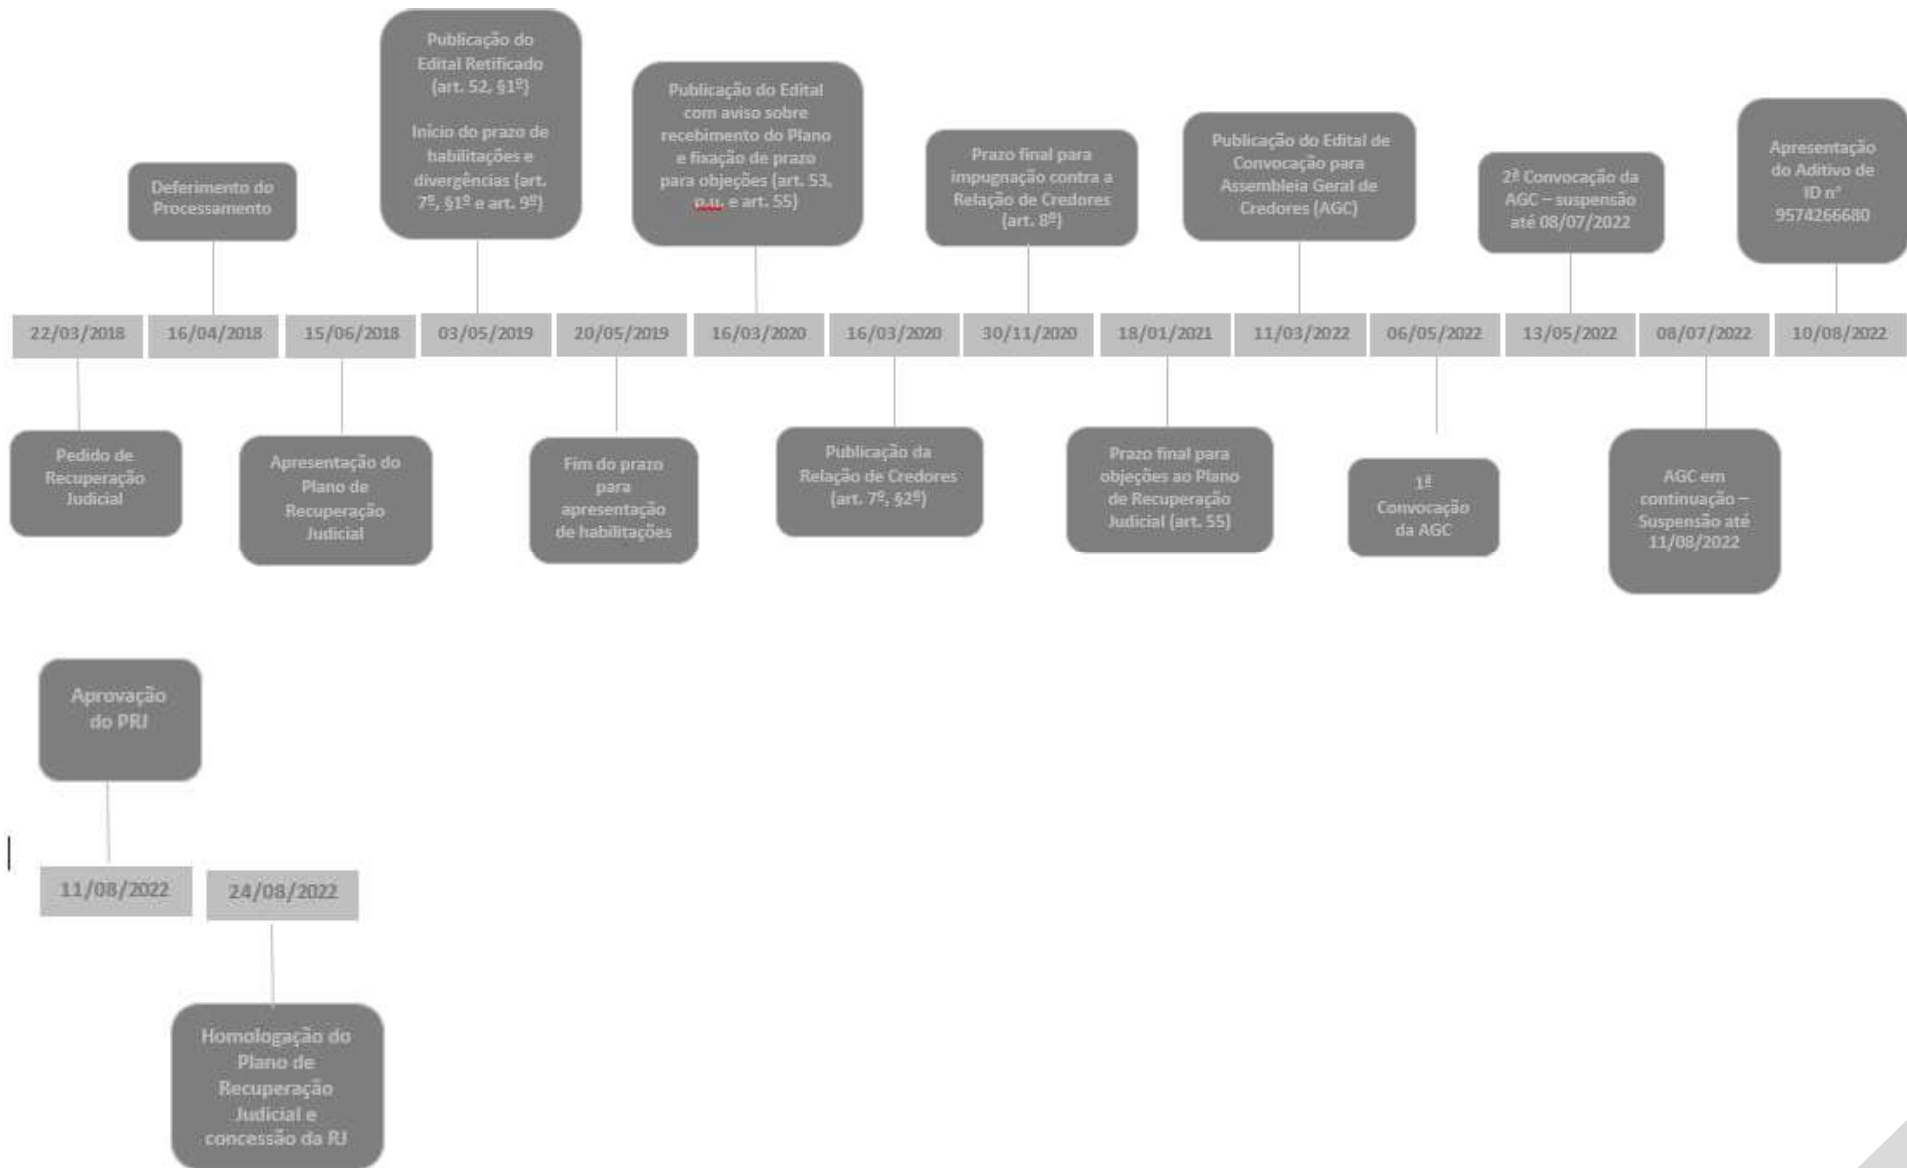 Publicação do
Edital Retificado
(art. 52, §1º)
Início do prazo de
habilitações e
divergências (art.
7º, §1º e art. 9º)
Publicação do Edital
com aviso sobre
recebimento do Plano
e fixação de prazo
para objeções (art. 53,
p.u. e art. 55)
Deferimento do
Processamento
Prazo final para
impugnação contra a
Relação de Credores
(art. 8º)
Publicação do Edital de
Convocação para
Assembleia Geral de
Credores (AGC)
2ª Convocação da
AGC – suspensão
até 08/07/2022
Apresentação
do Aditivo de
ID n°
9574266680
22/03/2018
16/04/2018
15/06/2018
03/05/2019
20/05/2019
16/03/2020
16/03/2020
30/11/2020
18/01/2021
11/03/2022
06/05/2022
13/05/2022
08/07/2022
10/08/2022
Pedido de
Recuperação
Judicial
Apresentação do
Plano de
Recuperação
Judicial
Fim do prazo
para
apresentação
de habilitações
Publicação da
Relação de Credores
(art. 7º, §2º)
Prazo final para
objeções ao Plano
de Recuperação
Judicial (art. 55)
1ª
Convocação
da AGC
AGC em
continuação –
Suspensão até
11/08/2022
Aprovação
do PRJ
11/08/2022
24/08/2022
Homologação do
Plano de
Recuperação
Judicial e
concessão da RJ